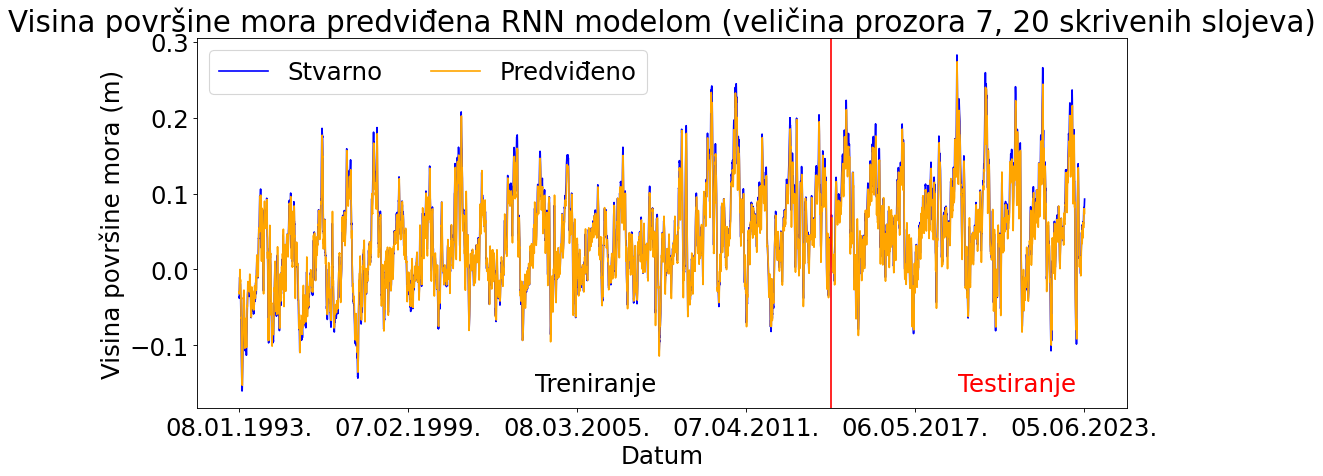 Visina površine mora predviđena RNN modelom (veličina prozora 7, 20 skrivenih slojeva)
Stvarno Predviđeno
Visina površine mora (m)
0.3
0.2
0.1
0.0
−0.1
Treniranje Testiranje
08.01.1993. 07.02.1999. 08.03.2005. 07.04.2011. 06.05.2017. 05.06.2023.
Datum